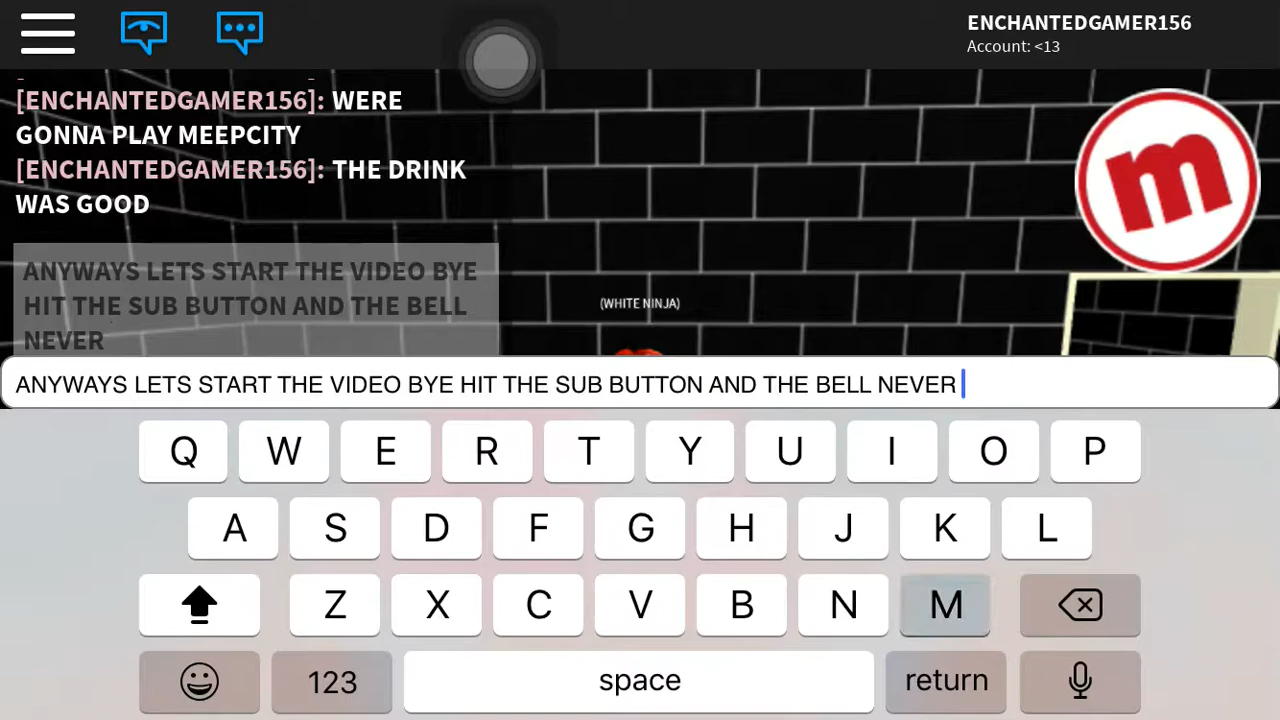 ENCHANTEDGAMER156
Account: <13
[ENCHANTEDGAMER156]: WERE
GONNA PLAY MEEPCITY
[ENCHANTEDGAMER156]: THE DRINK
WAS GOOD
m
ANYWAYS LETS START THE VIDEO BYE
HIT THE SUB BUTTON AND THE BELL
NEVER
(WHITE NINJA)
ANYWAYS LETS START THE VIDEO BYE HIT THE SUB BUTTON AND THE BELL NEVER
Q W E R T Y U I O P
A S D F G H J K L
Z X C V B N M
123 space return